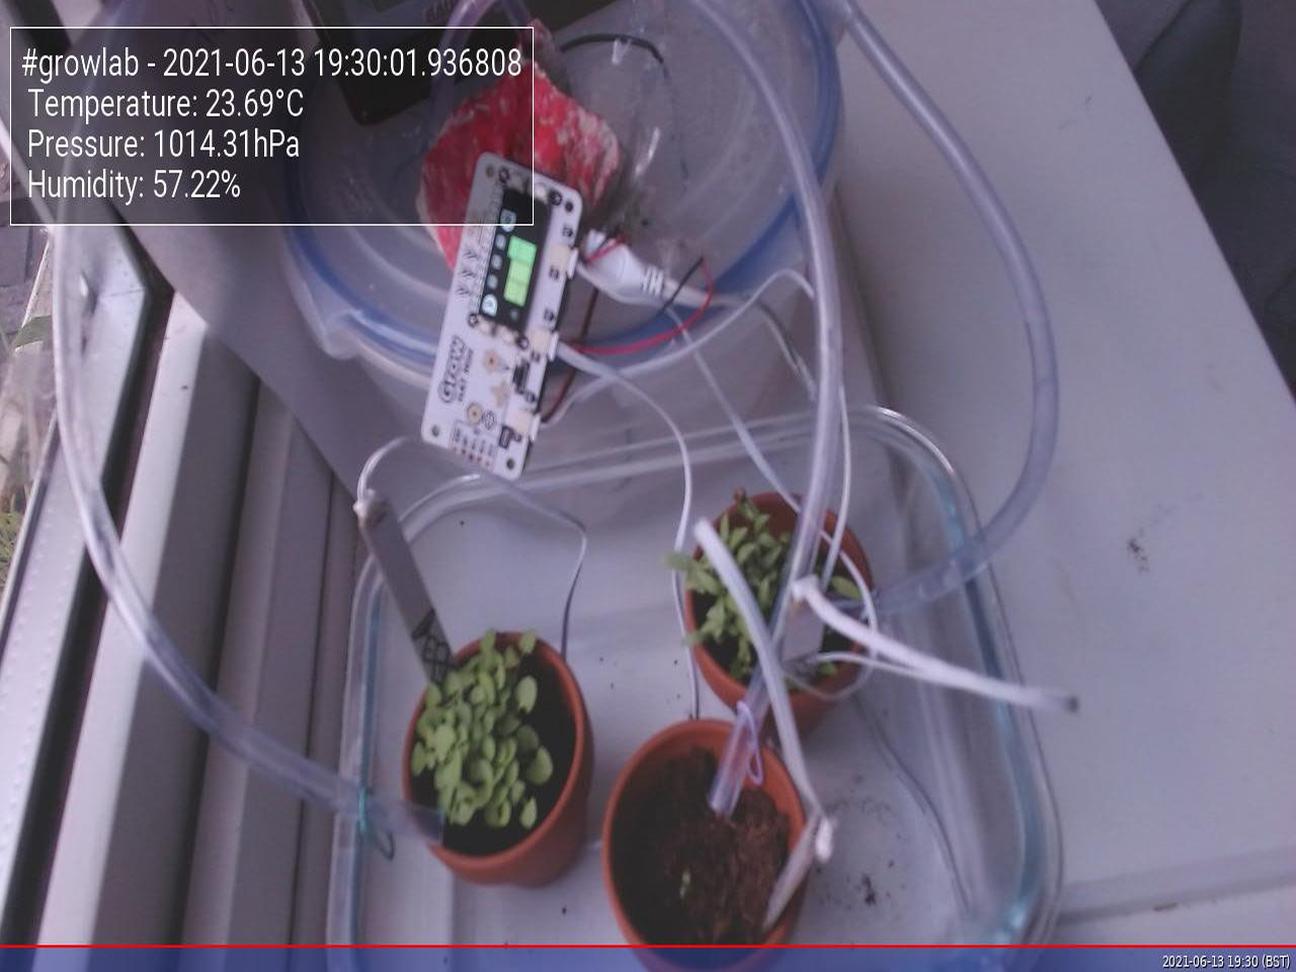 #growlab - 2021-06-13 19:30:01.936808
Temperature: 23.69°C
Pressure: 1014.31hPa
Humidity: 57.22%
GROW
2021-06-13 19:30 (BST)